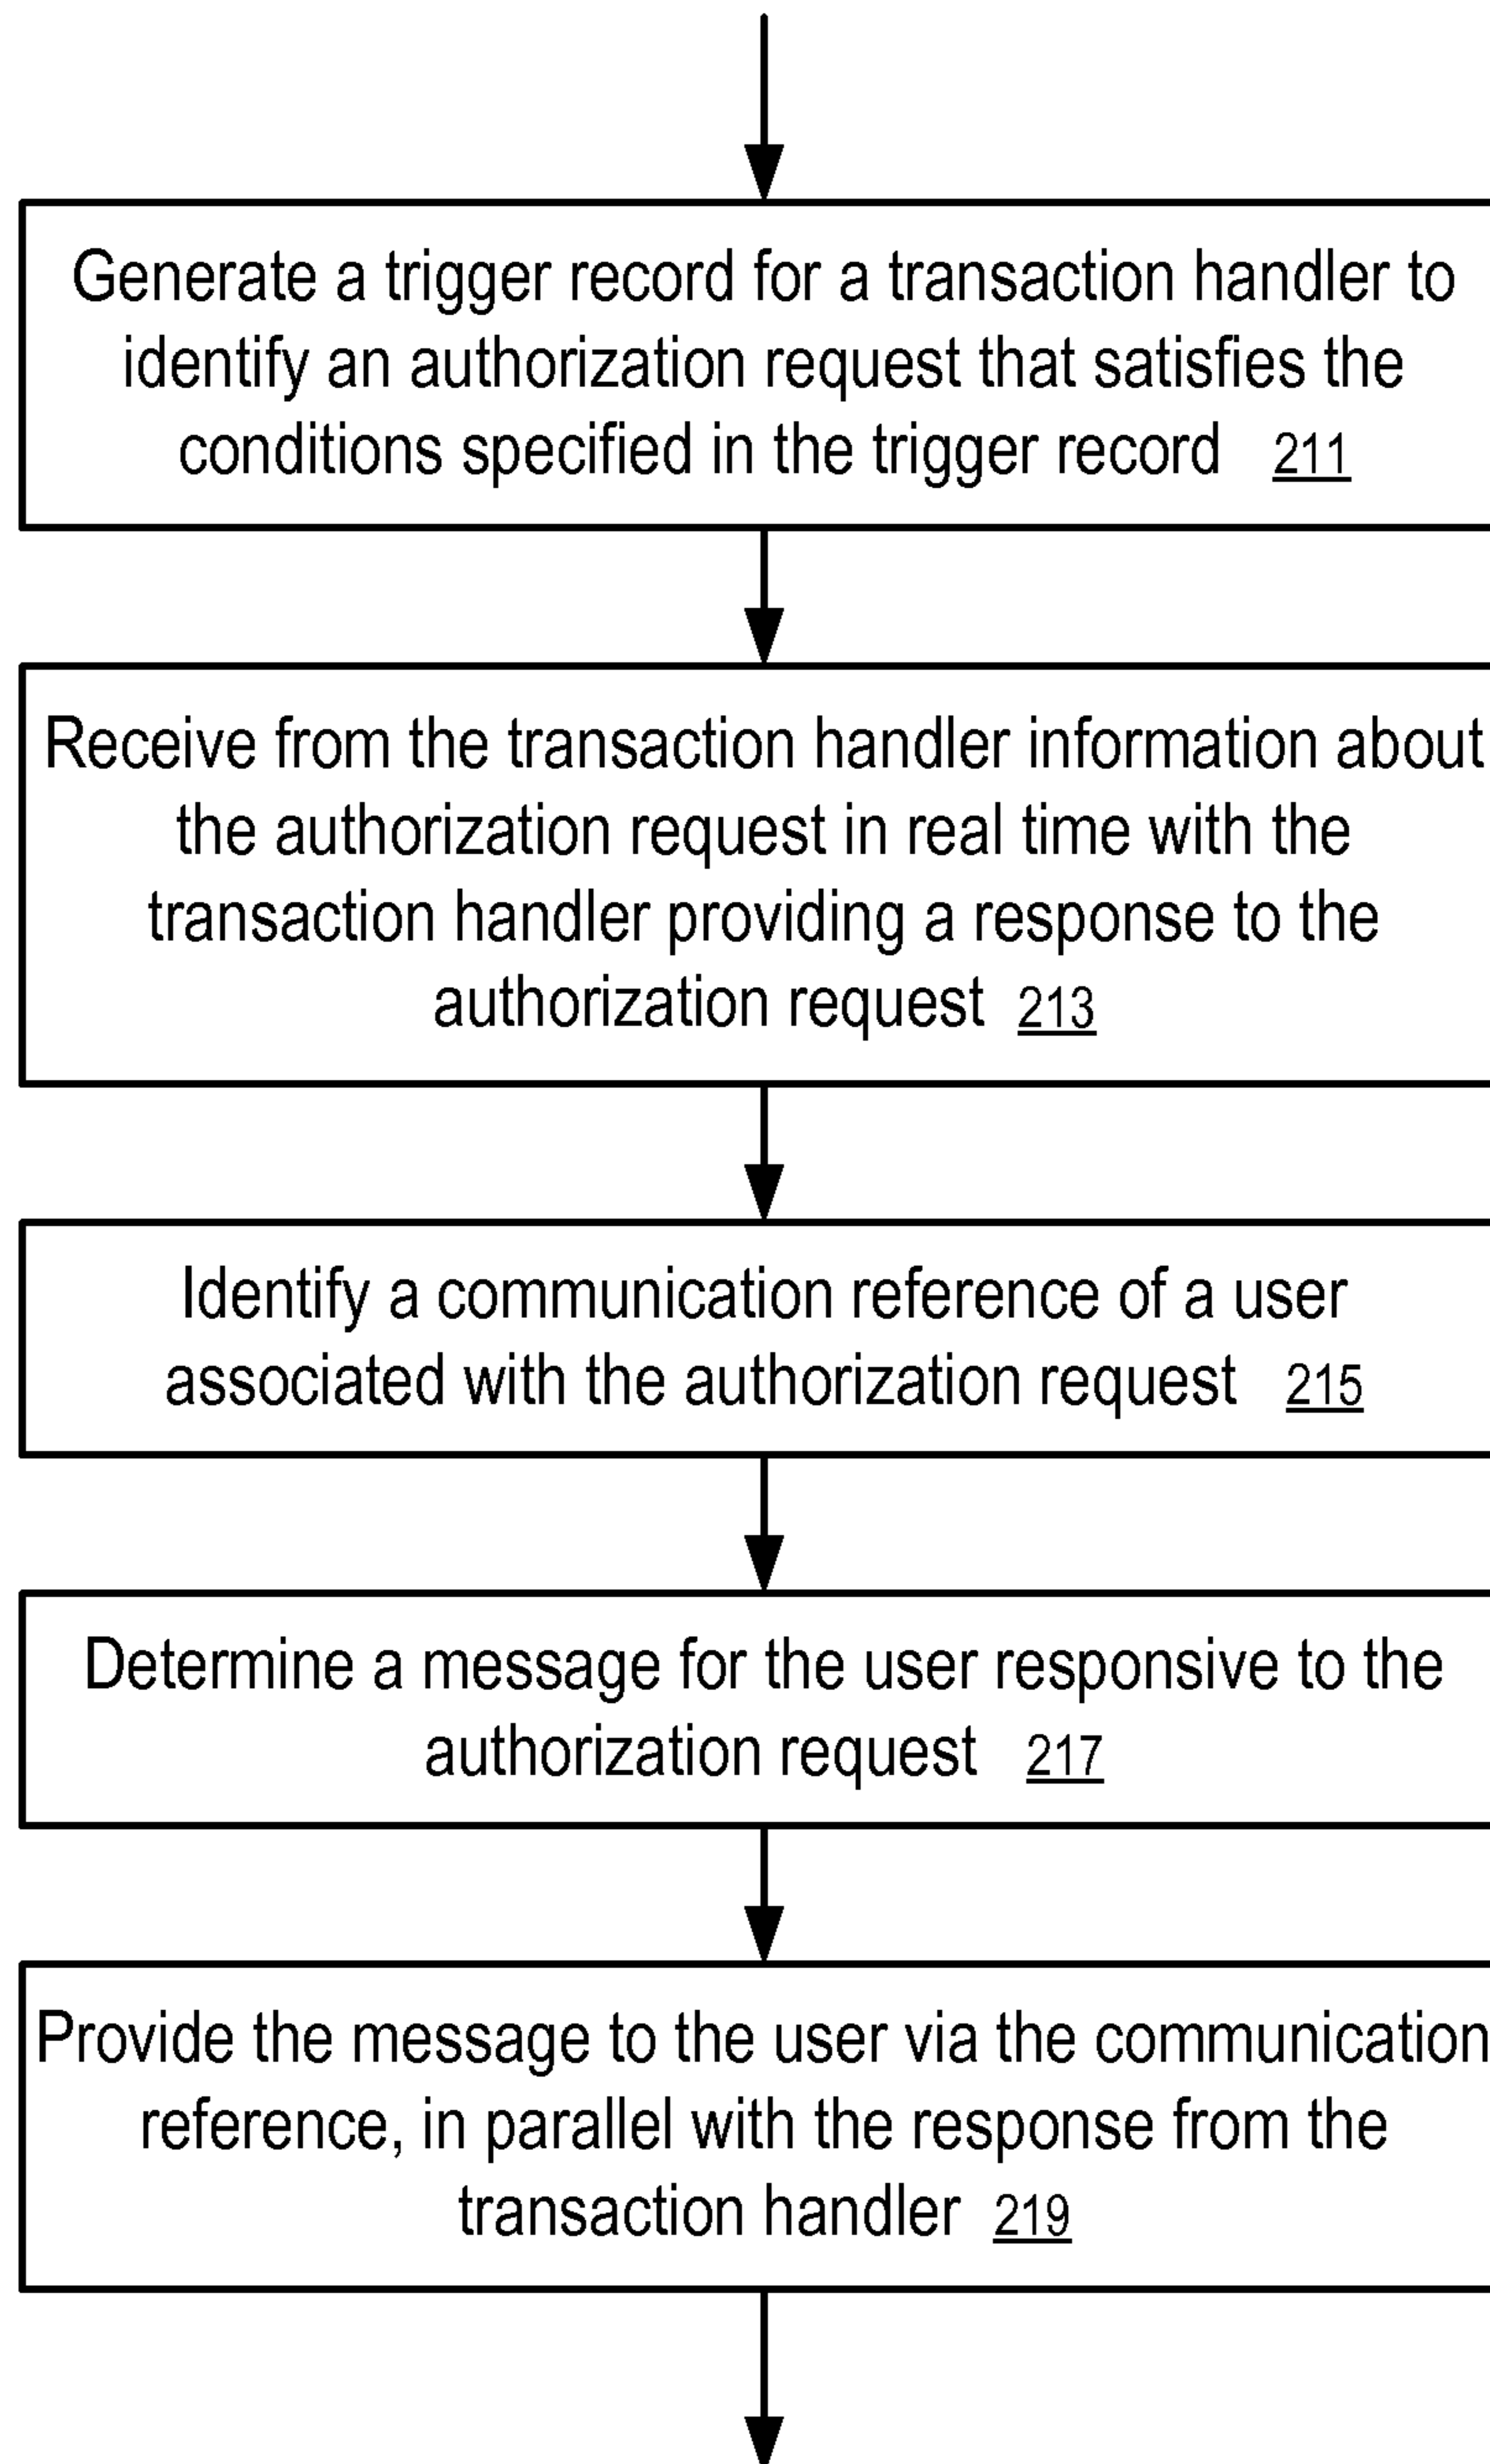 Generate a trigger record for a transaction handler to
identify an authorization request that satisfies the
conditions specified in the trigger record 211
Receive from the transaction handler information about
the authorization request in real time with the
transaction handler providing a response to the
authorization request 213
Identify a communication reference of a user
associated with the authorization request 215
Determine a message for the user responsive to the
authorization request 217
Provide the message to the user via the communication
reference, in parallel with the response from the
transaction handler 219